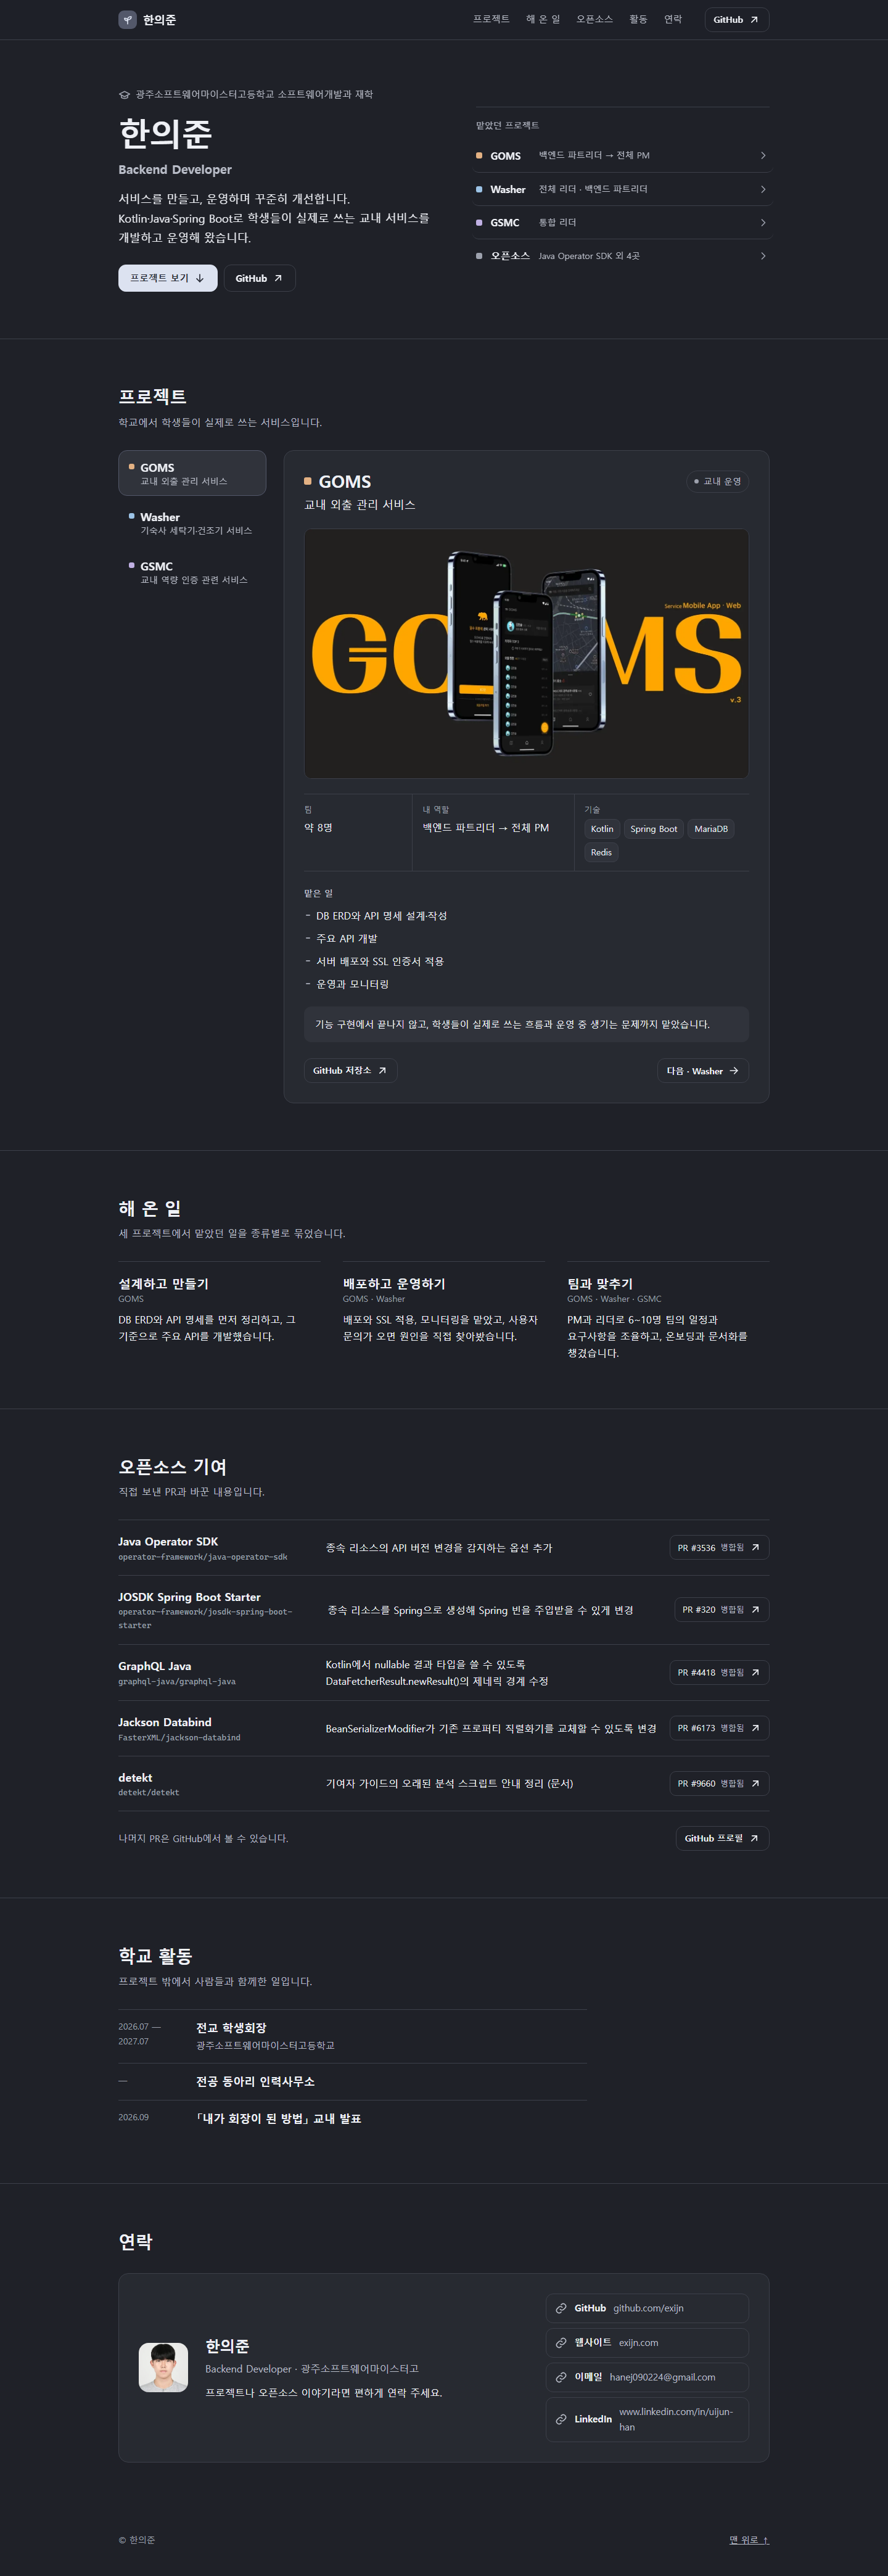 한의준
프로젝트 해 온 일 오픈소스 활동 연락 GitHub
광주소프트웨어마이스터고등학교 소프트웨어개발과 재학
한의준
Backend Developer
서비스를 만들고, 운영하며 꾸준히 개선합니다.
Kotlin·Java·Spring Boot로 학생들이 실제로 쓰는 교내 서비스를
개발하고 운영해 왔습니다.
프로젝트 보기 ↓ GitHub
맡았던 프로젝트
GOMS 백엔드 파트리더 → 전체 PM
Washer 전체 리더 · 백엔드 파트리더
GSMC 통합 리더
오픈소스 Java Operator SDK 외 4곳
프로젝트
학교에서 학생들이 실제로 쓰는 서비스입니다.
GOMS
교내 외출 관리 서비스
Washer
기숙사 세탁기·건조기 서비스
GSMC
교내 역량 인증 관련 서비스
GOMS
교내 운영
교내 외출 관리 서비스
Service Mobile App · Web
GOMS
v.3
팀
약 8명
내 역할
백엔드 파트리더 → 전체 PM
기술
Kotlin Spring Boot MariaDB
Redis
맡은 일
- DB ERD와 API 명세 설계·작성
- 주요 API 개발
- 서버 배포와 SSL 인증서 적용
- 운영과 모니터링
기능 구현에서 끝나지 않고, 학생들이 실제로 쓰는 흐름과 운영 중 생기는 문제까지 맡았습니다.
GitHub 저장소
다음 · Washer →
해 온 일
세 프로젝트에서 맡았던 일을 종류별로 묶었습니다.
설계하고 만들기
GOMS
DB ERD와 API 명세를 먼저 정리하고, 그
기준으로 주요 API를 개발했습니다.
배포하고 운영하기
GOMS · Washer
배포와 SSL 적용, 모니터링을 맡았고, 사용자
문의가 오면 원인을 직접 찾아봤습니다.
팀과 맞추기
GOMS · Washer · GSMC
PM과 리더로 6~10명 팀의 일정과
요구사항을 조율하고, 온보딩과 문서화를
챙겼습니다.
오픈소스 기여
직접 보낸 PR과 바꾼 내용입니다.
Java Operator SDK
operator-framework/java-operator-sdk
종속 리소스의 API 버전 변경을 감지하는 옵션 추가
PR #3536 병합됨
JOSDK Spring Boot Starter
operator-framework/josdk-spring-boot-
starter
종속 리소스를 Spring으로 생성해 Spring 빈을 주입받을 수 있게 변경
PR #320 병합됨
GraphQL Java
graphql-java/graphql-java
Kotlin에서 nullable 결과 타입을 쓸 수 있도록
DataFetcherResult.newResult()의 제네릭 경계 수정
PR #4418 병합됨
Jackson Databind
FasterXML/jackson-databind
BeanSerializerModifier가 기존 프로퍼티 직렬화기를 교체할 수 있도록 변경
PR #6173 병합됨
detekt
detekt/detekt
기여자 가이드의 오래된 분석 스크립트 안내 정리 (문서)
PR #9660 병합됨
나머지 PR은 GitHub에서 볼 수 있습니다.
GitHub 프로필
학교 활동
프로젝트 밖에서 사람들과 함께한 일입니다.
2026.07 —
2027.07
전교 학생회장
광주소프트웨어마이스터고등학교
—
전공 동아리 인력사무소
2026.09
「내가 회장이 된 방법」 교내 발표
연락
한의준
Backend Developer · 광주소프트웨어마이스터고
프로젝트나 오픈소스 이야기라면 편하게 연락 주세요.
GitHub github.com/exijn
웹사이트 exijn.com
이메일 hanej090224@gmail.com
LinkedIn www.linkedin.com/in/uijun-
han
© 한의준
맨 위로 ↑